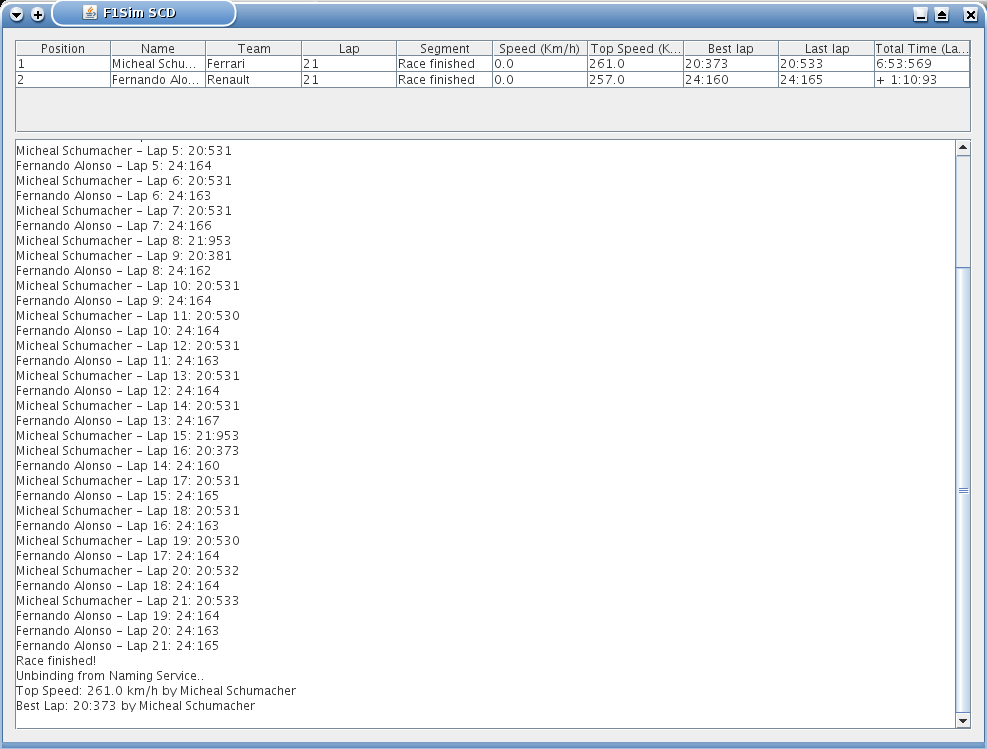 F1Sim SCD
Position Name Team Lap Segment Speed (Km/h) Top Speed (K... Best lap Last lap Total Time (La...
1 Micheal Schu... Ferrari 21 Race finished 0.0 261.0 20:373 20:533 6:53:569
2 Fernando Alo... Renault 21 Race finished 0.0 257.0 24:160 24:165 + 1:10:93
Micheal Schumacher - Lap 5: 20:531
Fernando Alonso - Lap 5: 24:164
Micheal Schumacher - Lap 6: 20:531
Fernando Alonso - Lap 6: 24:163
Micheal Schumacher - Lap 7: 20:531
Fernando Alonso - Lap 7: 24:166
Micheal Schumacher - Lap 8: 21:953
Micheal Schumacher - Lap 9: 20:381
Fernando Alonso - Lap 8: 24:162
Micheal Schumacher - Lap 10: 20:531
Fernando Alonso - Lap 9: 24:164
Micheal Schumacher - Lap 11: 20:530
Fernando Alonso - Lap 10: 24:164
Micheal Schumacher - Lap 12: 20:531
Fernando Alonso - Lap 11: 24:163
Micheal Schumacher - Lap 13: 20:531
Fernando Alonso - Lap 12: 24:164
Micheal Schumacher - Lap 14: 20:531
Fernando Alonso - Lap 13: 24:167
Micheal Schumacher - Lap 15: 21:953
Micheal Schumacher - Lap 16: 20:373
Fernando Alonso - Lap 14: 24:160
Micheal Schumacher - Lap 17: 20:531
Fernando Alonso - Lap 15: 24:165
Micheal Schumacher - Lap 18: 20:531
Fernando Alonso - Lap 16: 24:163
Micheal Schumacher - Lap 19: 20:530
Fernando Alonso - Lap 17: 24:164
Micheal Schumacher - Lap 20: 20:532
Fernando Alonso - Lap 18: 24:164
Micheal Schumacher - Lap 21: 20:533
Fernando Alonso - Lap 19: 24:164
Fernando Alonso - Lap 20: 24:163
Fernando Alonso - Lap 21: 24:165
Race finished!
Unbinding from Naming Service..
Top Speed: 261.0 km/h by Micheal Schumacher
Best Lap: 20:373 by Micheal Schumacher